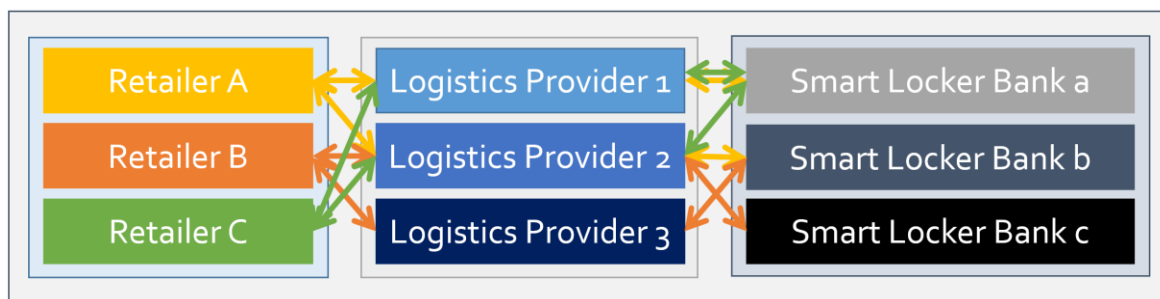 Retailer A
Logistics Provider 1
Smart Locker Bank a
Retailer B
Logistics Provider 2
Smart Locker Bank b
Retailer C
Logistics Provider 3
Smart Locker Bank c